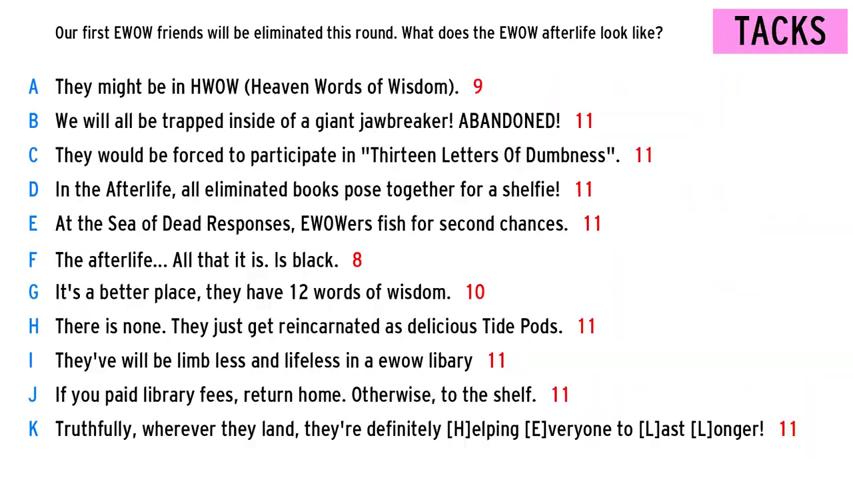 Our first EWOW friends will be eliminated this round. What does the EWOW afterlife look like?
TACKS
A They might be in HWOW (Heaven Words of Wisdom). 9
B We will all be trapped inside of a giant jawbreaker! ABANDONED! 11
C They would be forced to participate in "Thirteen Letters Of Dumbness". 11
D In the Afterlife, all eliminated books pose together for a shelfie! 11
E At the Sea of Dead Responses, EWOWers fish for second chances. 11
F The afterlife... All that it is. Is black. 8
G It's a better place, they have 12 words of wisdom. 10
H There is none. They just get reincarnated as delicious Tide Pods. 11
I They've will be limb less and lifeless in a ewow libary 11
J If you paid library fees, return home. Otherwise, to the shelf. 11
K Truthfully, wherever they land, they're definitely [H]elping [E]veryone to [L]ast [L]onger! 11